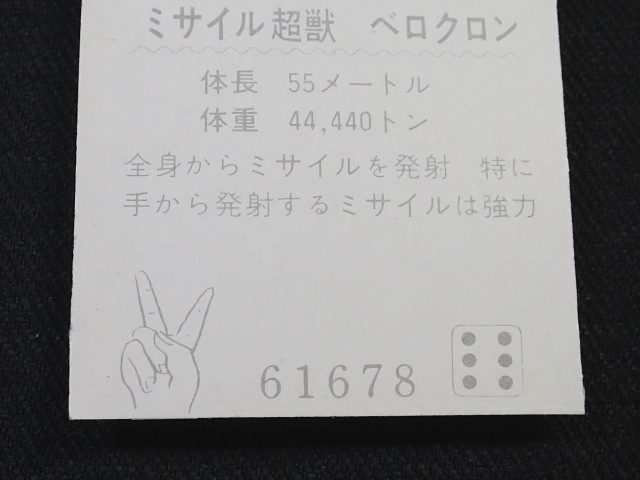 ミサイル超獣　ベロクロン
体長　55メートル
体重　44,440トン
全身からミサイルを発射　特に
手から発射するミサイルは強力
61678